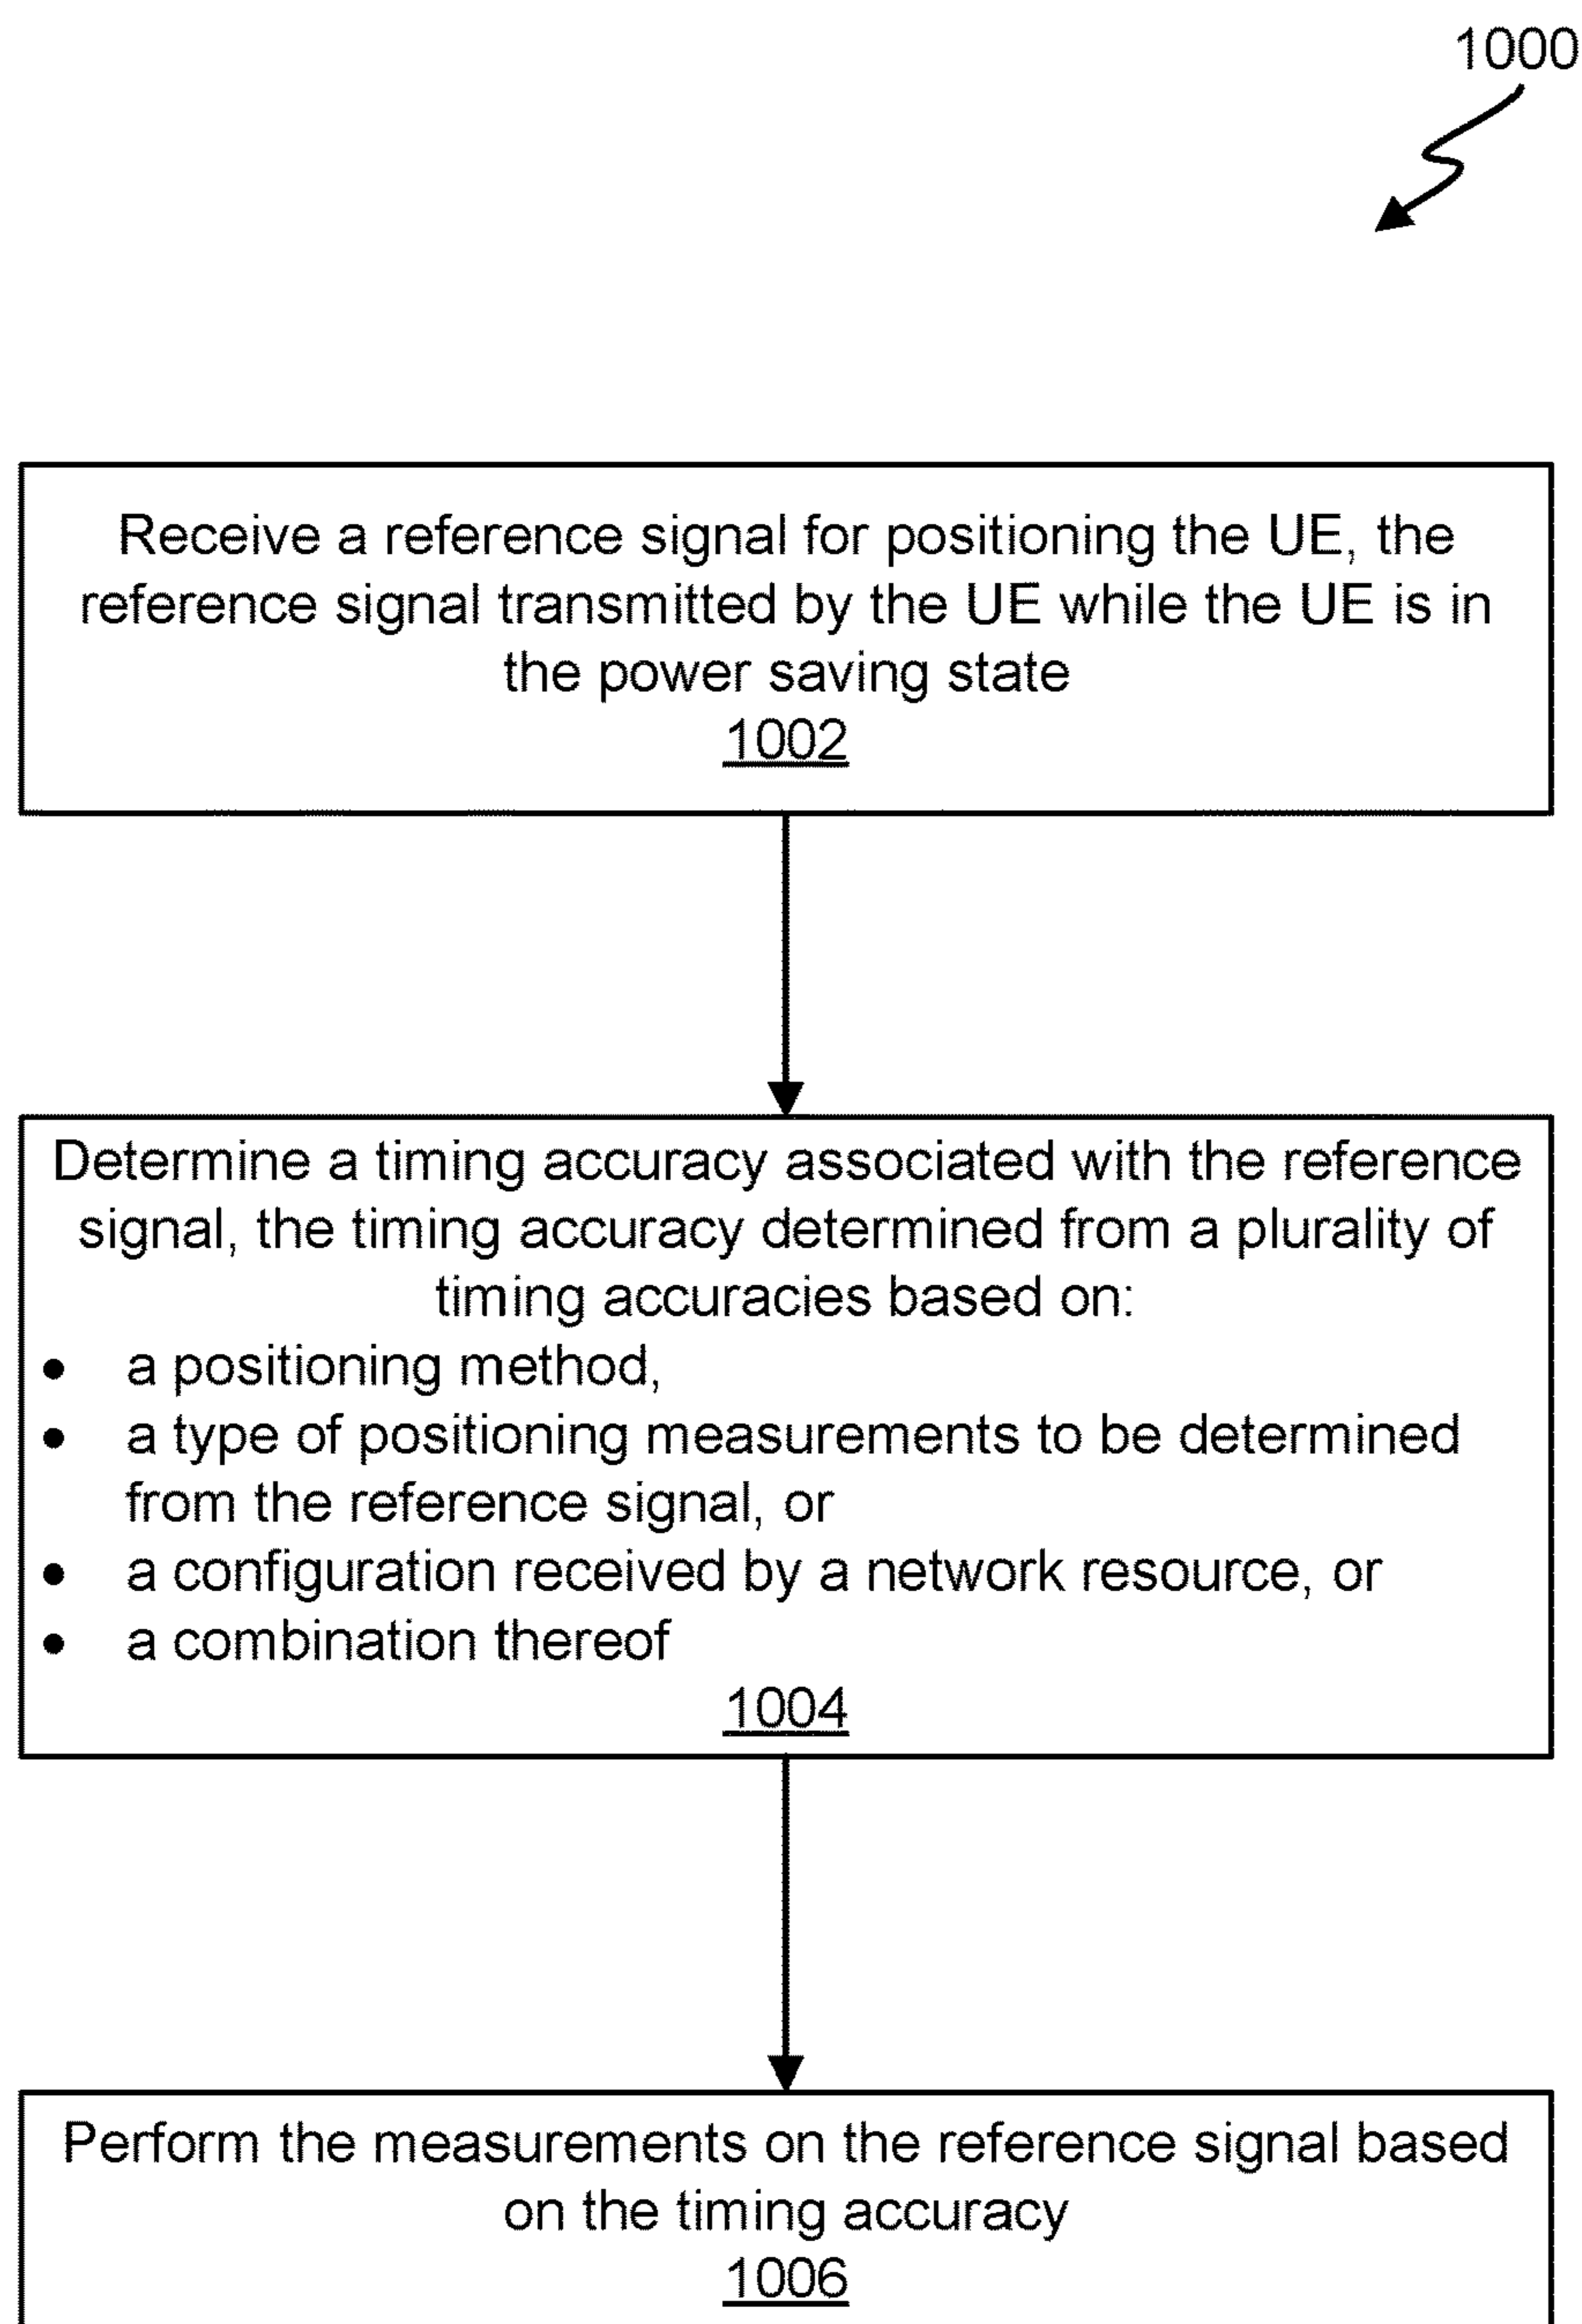 1000
Receive a reference signal for positioning the UE, the
reference signal transmitted by the UE while the UE is in
the power saving state
1002
Determine a timing accuracy associated with the reference
signal, the timing accuracy determined from a plurality of
timing accuracies based on:
• a positioning method,
• a type of positioning measurements to be determined
from the reference signal, or
• a configuration received by a network resource, or
• a combination thereof
1004
Perform the measurements on the reference signal based
on the timing accuracy
1006